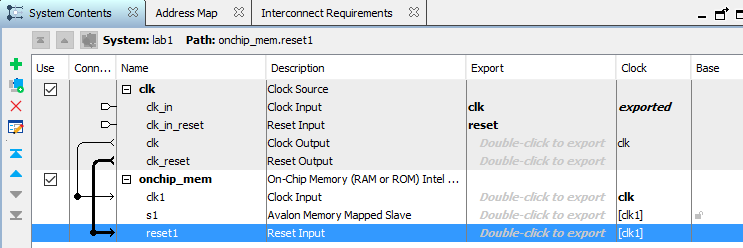 System Contents Address Map Interconnect Requirements
System: lab1 Path: onchip_mem.reset1
Use Conn... Name Description Export Clock Base
clk Clock Source
clk_in Clock Input clk exported
clk_in_reset Reset Input reset
clk Clock Output Double-click to export clk
clk_reset Reset Output Double-click to export
onchip_mem On-Chip Memory (RAM or ROM) Intel ...
clk1 Clock Input Double-click to export clk
s1 Avalon Memory Mapped Slave Double-click to export [clk1]
reset1 Reset Input Double-click to export [clk1]